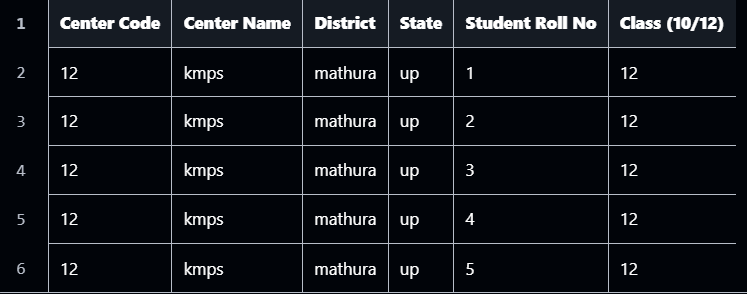 1 Center Code Center Name District State Student Roll No Class (10/12)
2 12 kmps mathura up 1 12
3 12 kmps mathura up 2 12
4 12 kmps mathura up 3 12
5 12 kmps mathura up 4 12
6 12 kmps mathura up 5 12